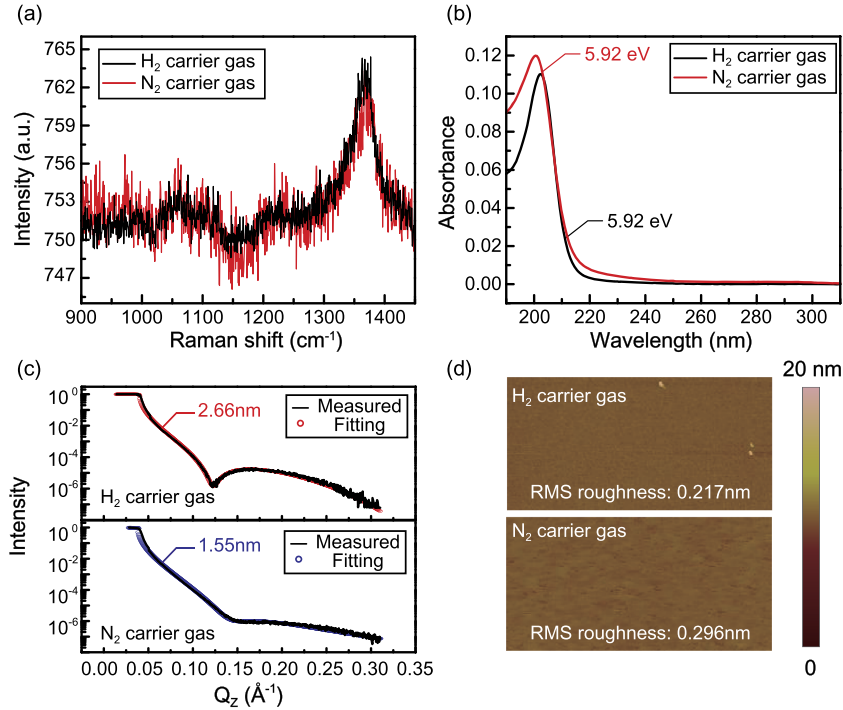 (a)
765
762
759
756
753
750
747
Intensity (a.u.)
H₂ carrier gas
N₂ carrier gas
900 1000 1100 1200 1300 1400
Raman shift (cm⁻¹)
(b)
0.12
0.10
0.08
0.06
0.04
0.02
0.00
Absorbance
5.92 eV
H₂ carrier gas
N₂ carrier gas
5.92 eV
200 220 240 260 280 300
Wavelength (nm)
(c)
10⁰
10⁻²
10⁻⁴
10⁻⁶
2.66nm
Measured
Fitting
H₂ carrier gas
Intensity
10⁰
10⁻²
10⁻⁴
10⁻⁶
1.55nm
Measured
Fitting
N₂ carrier gas
0.00 0.05 0.10 0.15 0.20 0.25 0.30 0.35
Q_Z (Å⁻¹)
(d)
20 nm
H₂ carrier gas
RMS roughness: 0.217nm
N₂ carrier gas
RMS roughness: 0.296nm
0